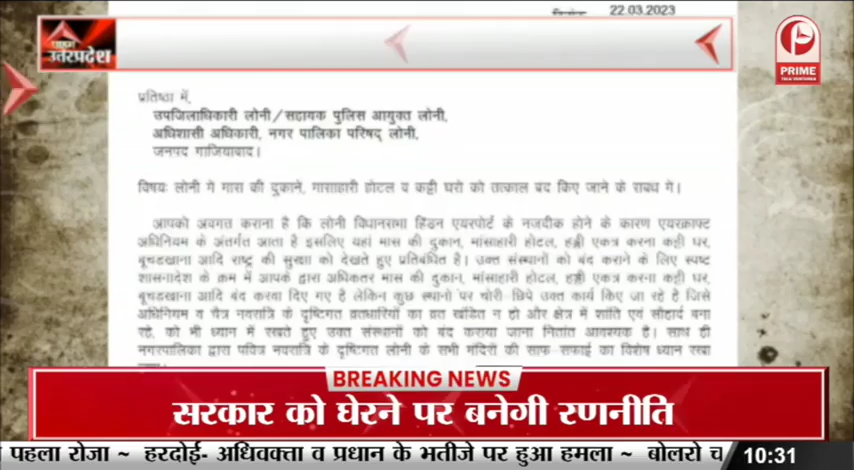 22.03.2023
प्राइम
उत्तरप्रदेश
PRIME
प्रतिष्ठा में,
उपजिलाधिकारी लोनी/सहायक पुलिस आयुक्त लोनी,
अधिशासी अधिकारी, नगर पालिका परिषद् लोनी,
जनपद गाजियाबाद।
विषयः लोनी में मास की दुकाने, मासाहारी होटल व कट्टी घरो को तत्काल बंद किए जाने के संबध में।
आपको अवगत कराना है कि लोनी विधानसभा हिंडन एयरपोर्ट के नजदीक होने के कारण एयरक्राफ्ट
अधिनियम के अंतर्गत आता है इसलिए यहां मास की दुकान, मांसाहारी होटल, हड्डी एकत्र करना कट्टी घर,
बूचडखाना आदि राष्ट्र की सुरक्षा को देखते हुए प्रतिबंधित है। उक्त संस्थानों को बंद कराने के लिए स्पष्ट
शासनादेश के क्रम में आपके द्वारा अधिकतर मास की दुकान, मांसाहारी होटल, हड्डी एकत्र करना कट्टी घर,
बूचडखाना आदि बंद करवा दिए गए है लेकिन कुछ स्थानो पर चोरी-छिपे उक्त कार्य किए जा रहे है जिसे
अधिनियम व चैत्र नवरात्रि के दृष्टिगत व्रतधारियों का व्रत खंडित न हो और क्षेत्र में शांति एवं सौहार्द बना
रहे, को भी ध्यान में रखते हुए उक्त संस्थानों को बंद कराया जाना नितांत आवश्यक है। साथ ही
नगरपालिका द्वारा पवित्र नवरात्रि के दृष्टिगत लोनी के सभी मंदिरों की साफ-सफाई का विशेष ध्यान रखा
BREAKING NEWS
सरकार को घेरने पर बनेगी रणनीति
पहला रोजा ~ हरदोई- अधिवक्ता व प्रधान के भतीजे पर हुआ हमला ~ बोलरो च
10:31